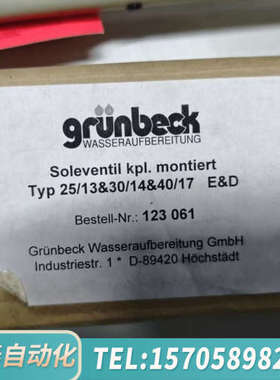 grünbeck
WASSERAUFBEREITUNG
Soleventil kpl. montiert
Typ 25/13&30/14&40/17 E&D
Bestell-Nr.: 123 061
Grünbeck Wasseraufbereitung GmbH
Industriestr. 1 * D-89420 Höchstädt
自动化
TEL:157058982